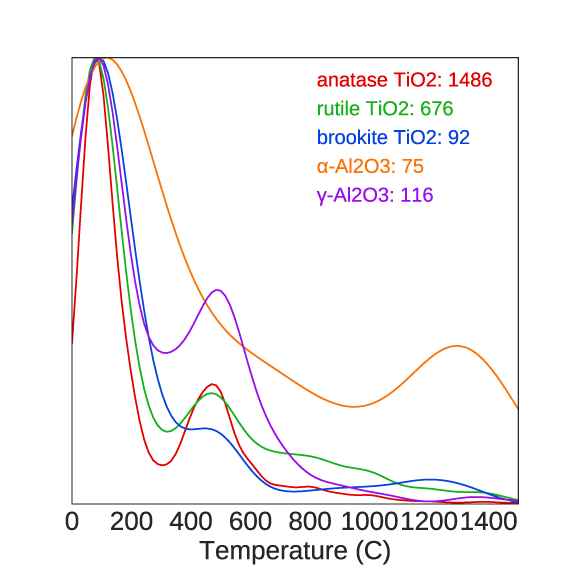 anatase TiO2: 1486
rutile TiO2: 676
brookite TiO2: 92
α-Al2O3: 75
γ-Al2O3: 116
0 200 400 600 800 1000 1200 1400
Temperature (C)